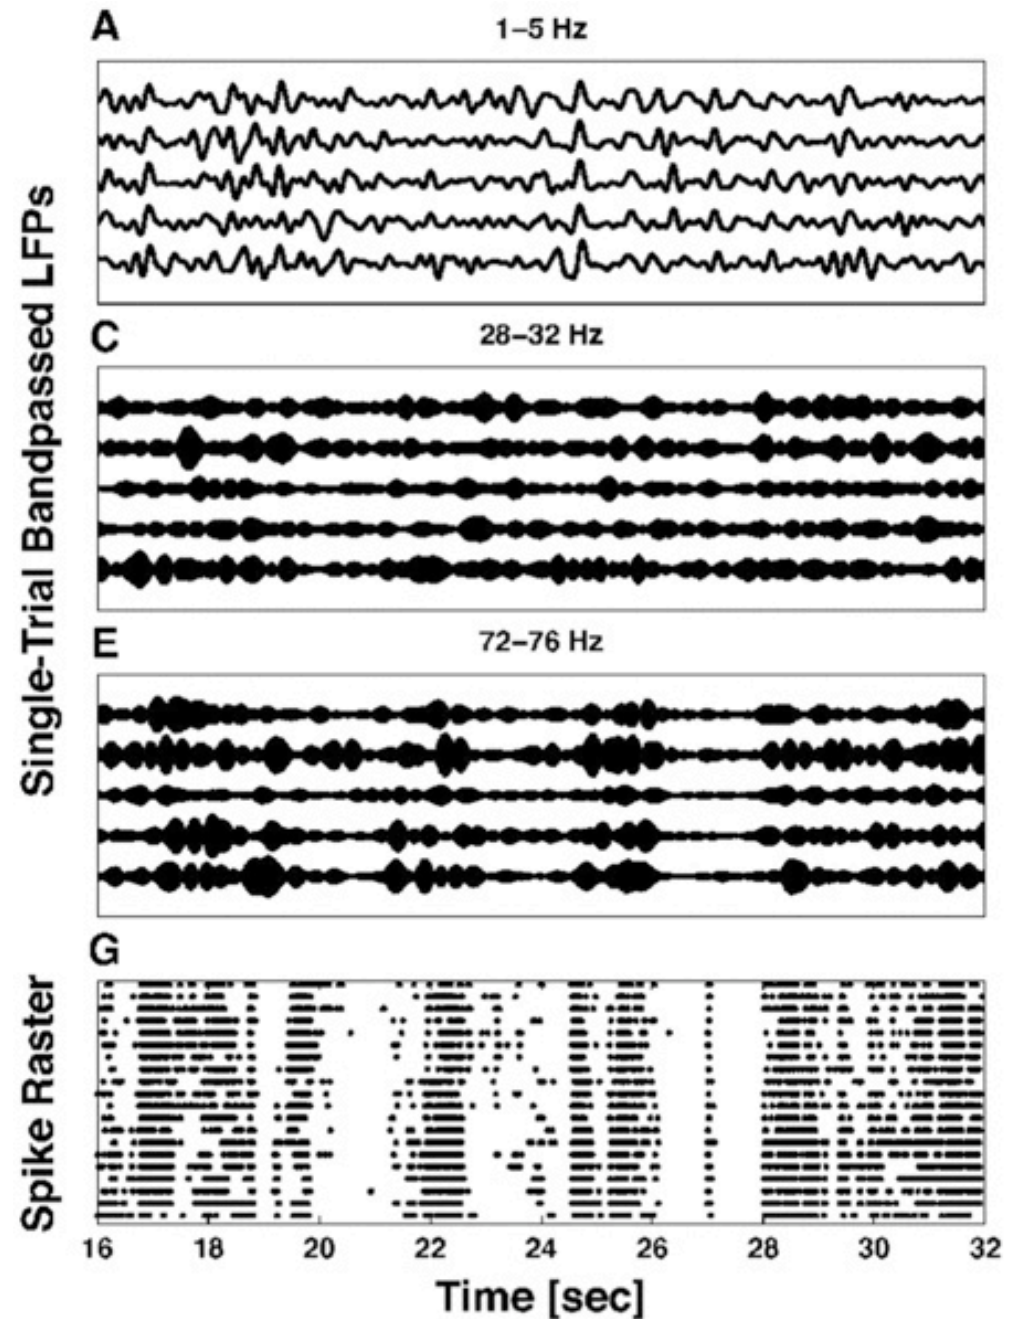 A
1–5 Hz
Single-Trial Bandpassed LFPs
C
28–32 Hz
E
72–76 Hz
G
Spike Raster
16 18 20 22 24 26 28 30 32
Time [sec]